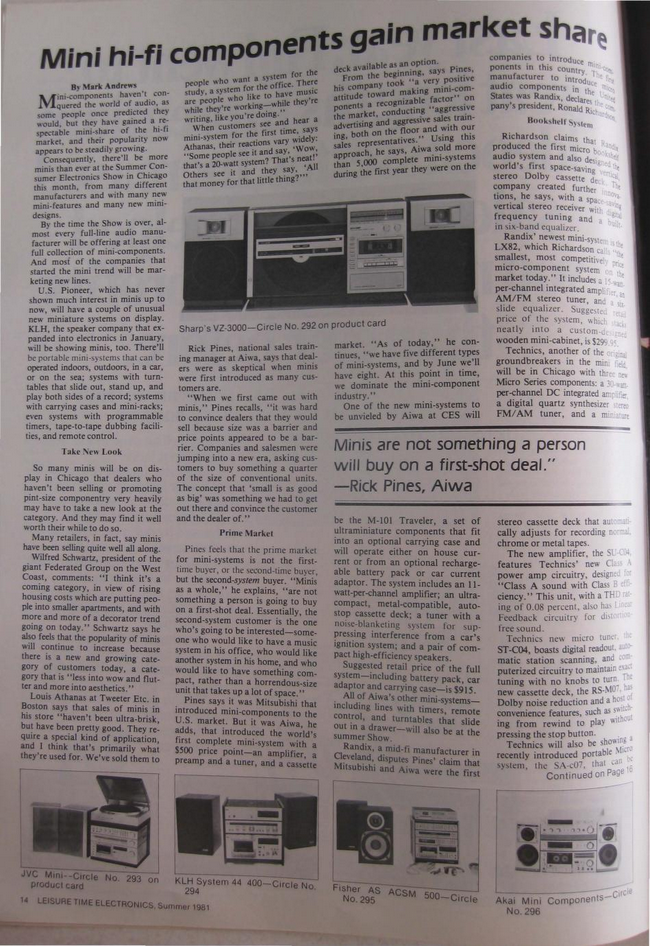 Mini hi-fi components gain market share
By Mark Andrews
Mini-components haven't con-
quered the world of audio, as
some people once predicted they
would, but they have gained a re-
spectable mini-share of the hi-fi
market, and their popularity now
appears to be steadily growing.
Consequently, there'll be more
minis than ever at the Summer Con-
sumer Electronics Show in Chicago
this month, from many different
manufacturers and with many new
mini-features and many new mini-
designs.
By the time the Show is over, al-
most every full-line audio manu-
facturer will be offering at least one
full collection of mini-components.
And most of the companies that
started the mini trend will be mar-
keting new lines.
U.S. Pioneer, which has never
shown much interest in minis up to
now, will have a couple of unusual
new miniature systems on display.
KLH, the speaker company that ex-
panded into electronics in January,
will be showing minis, too. There'll
be portable mini-systems that can be
operated indoors, outdoors, in a car,
or on the sea; systems with turn-
tables that slide out, stand up, and
play both sides of a record; systems
with carrying cases and mini-racks;
even systems with programmable
timers, tape-to-tape dubbing facili-
ties, and remote control.
Take New Look
So many minis will be on dis-
play in Chicago that dealers who
haven't been selling or promoting
pint-size componentry very heavily
may have to take a new look at the
category. And they may find it well
worth their while to do so.
Many retailers, in fact, say minis
have been selling quite well all along.
Wilfred Schwartz, president of the
giant Federated Group on the West
Coast, comments: "I think it's a
coming category, in view of rising
housing costs which are putting peo-
ple into smaller apartments, and with
more and more of a decorator trend
going on today." Schwartz says he
also feels that the popularity of minis
will continue to increase because
there is a new and growing cate-
gory of customers today, a cate-
gory that is "less into wow and flut-
ter and more into aesthetics."
Louis Athanas at Tweeter Etc. in
Boston says that sales of minis in
his store "haven't been ultra-brisk,
but have been pretty good. They re-
quire a special kind of application,
and I think that's primarily what
they're used for. We've sold them to
people who want a system for the
study, a system for the office. There
are people who like to have music
while they're working—while they're
writing, like you're doing."
When customers see and hear a
mini-system for the first time, says
Athanas, their reactions vary widely:
"Some people see it and say, 'Wow,
that's a 20-watt system? That's neat!'
Others see it and they say, 'All
that money for that little thing?'"
Sharp's VZ-3000—Circle No. 292 on product card
Rick Pines, national sales train-
ing manager at Aiwa, says that deal-
ers were as skeptical when minis
were first introduced as many cus-
tomers are.
"When we first came out with
minis," Pines recalls, "it was hard
to convince dealers that they would
sell because size was a barrier and
price points appeared to be a bar-
rier. Companies and salesmen were
jumping into a new era, asking cus-
tomers to buy something a quarter
of the size of conventional units.
The concept that 'small is as good
as big' was something we had to get
out there and convince the customer
and the dealer of."
Prime Market
Pines feels that the prime market
for mini-systems is not the first-
time buyer, or the second-time buyer,
but the second-system buyer. "Minis
as a whole," he explains, "are not
something a person is going to buy
on a first-shot deal. Essentially, the
second-system customer is the one
who's going to be interested—some-
one who would like to have a music
system in his office, who would like
another system in his home, and who
would like to have something com-
pact, rather than a horrendous-size
unit that takes up a lot of space."
Pines says it was Mitsubishi that
introduced mini-components to the
U.S. market. But it was Aiwa, he
adds, that introduced the world's
first complete mini-system with a
$500 price point—an amplifier, a
preamp and a tuner, and a cassette
deck available as an option.
From the beginning, says Pines,
his company took "a very positive
attitude toward making mini-com-
ponents a recognizable factor" on
the market, conducting "aggressive
advertising and aggressive sales train-
ing, both on the floor and with our
sales representatives." Using this
approach, he says, Aiwa sold more
than 5,000 complete mini-systems
during the first year they were on the
market. "As of today," he con-
tinues, "we have five different types
of mini-systems, and by June we'll
have eight. At this point in time,
we dominate the mini-component
industry."
One of the new mini-systems to
be unveiled by Aiwa at CES will
Minis are not something a person
will buy on a first-shot deal."
—Rick Pines, Aiwa
be the M-101 Traveler, a set of
ultraminiature components that fit
into an optional carrying case and
will operate either on house cur-
rent or from an optional recharge-
able battery pack or car current
adaptor. The system includes an 11-
watt-per-channel amplifier; an ultra-
compact, metal-compatible, auto-
stop cassette deck; a tuner with a
noise-blanketing system for sup-
pressing interference from a car's
ignition system; and a pair of com-
pact high-efficiency speakers.
Suggested retail price of the full
system—including battery pack, car
adaptor and carrying case—is $915.
All of Aiwa's other mini-systems—
including lines with timers, remote
control, and turntables that slide
out in a drawer—will also be at the
summer Show.
Randix, a mid-fi manufacturer in
Cleveland, disputes Pines' claim that
Mitsubishi and Aiwa were the first
companies to introduce mini-com-
ponents in this country. The first
manufacturer to introduce micro
audio components in the United
States was Randix, declares the com-
pany's president, Ronald Richardson.
Bookshelf System
Richardson claims that Randix
produced the first micro bookshelf
audio system and also designed the
world's first space-saving vertical
stereo Dolby cassette deck. The
company created further innova-
tions, he says, with a space-saving
vertical stereo receiver with digital
frequency tuning and a built-
in six-band equalizer.
Randix' newest mini-system is the
LX82, which Richardson calls "the
smallest, most competitively price
micro-component system on the
market today." It includes a 15-watt-
per-channel integrated amplifier, an
AM/FM stereo tuner, and a six-
slide equalizer. Suggested retail
price of the system, which stacks
neatly into a custom-designed
wooden mini-cabinet, is $299.95.
Technics, another of the original
groundbreakers in the mini field,
will be in Chicago with three new
Micro Series components: a 30-watt-
per-channel DC integrated amplifier,
a digital quartz synthesizer stereo
FM/AM tuner, and a miniature
stereo cassette deck that automati-
cally adjusts for recording normal,
chrome or metal tapes.
The new amplifier, the SU-C04,
features Technics' new Class A
power amp circuitry, designed for
"Class A sound with Class B effi-
ciency." This unit, with a THD rat-
ing of 0.08 percent, also has Linear
Feedback circuitry for distortion-
free sound.
Technics new micro tuner, the
ST-C04, boasts digital readout, auto-
matic station scanning, and com-
puterized circuitry to maintain exact
tuning with no knobs to turn. The
new cassette deck, the RS-M07, has
Dolby noise reduction and a host of
convenience features, such as switch-
ing from rewind to play without
pressing the stop button.
Technics will also be showing a
recently introduced portable Micro
system, the SA-c07, that can be
Continued on Page 16
JVC Mini--Circle No. 293 on
product card
KLH System 44 400—Circle No.
294
Fisher AS ACSM 500—Circle
No. 295
Akai Mini Components—Circle
No. 296
14 LEISURE TIME ELECTRONICS, Summer 1981